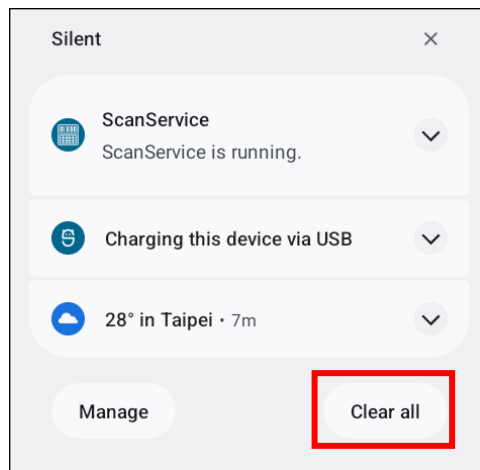 Silent
ScanService
ScanService is running.
Charging this device via USB
28° in Taipei • 7m
Manage
Clear all